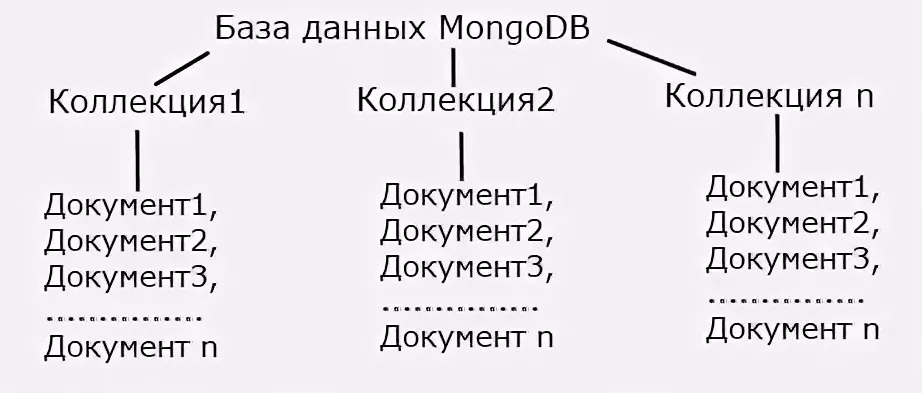 База данных MongoDB
Коллекция1
Коллекция2
Коллекция n
Документ1,
Документ2,
Документ3,
...............
Документ n
Документ1,
Документ2,
Документ3,
...............
Документ n
Документ1,
Документ2,
Документ3,
...............
Документ n